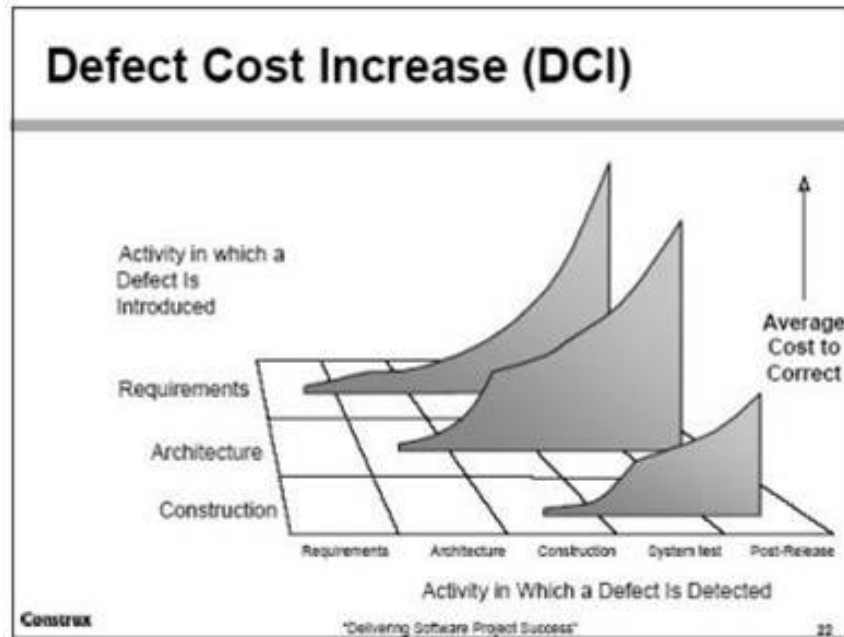 Defect Cost Increase (DCI)
Activity in which a
Defect Is
Introduced
Average
Cost to
Correct
Requirements
Architecture
Construction
Requirements Architecture Construction System test Post-Release
Activity in Which a Defect Is Detected
Construx
"Delivering Software Project Success"
22